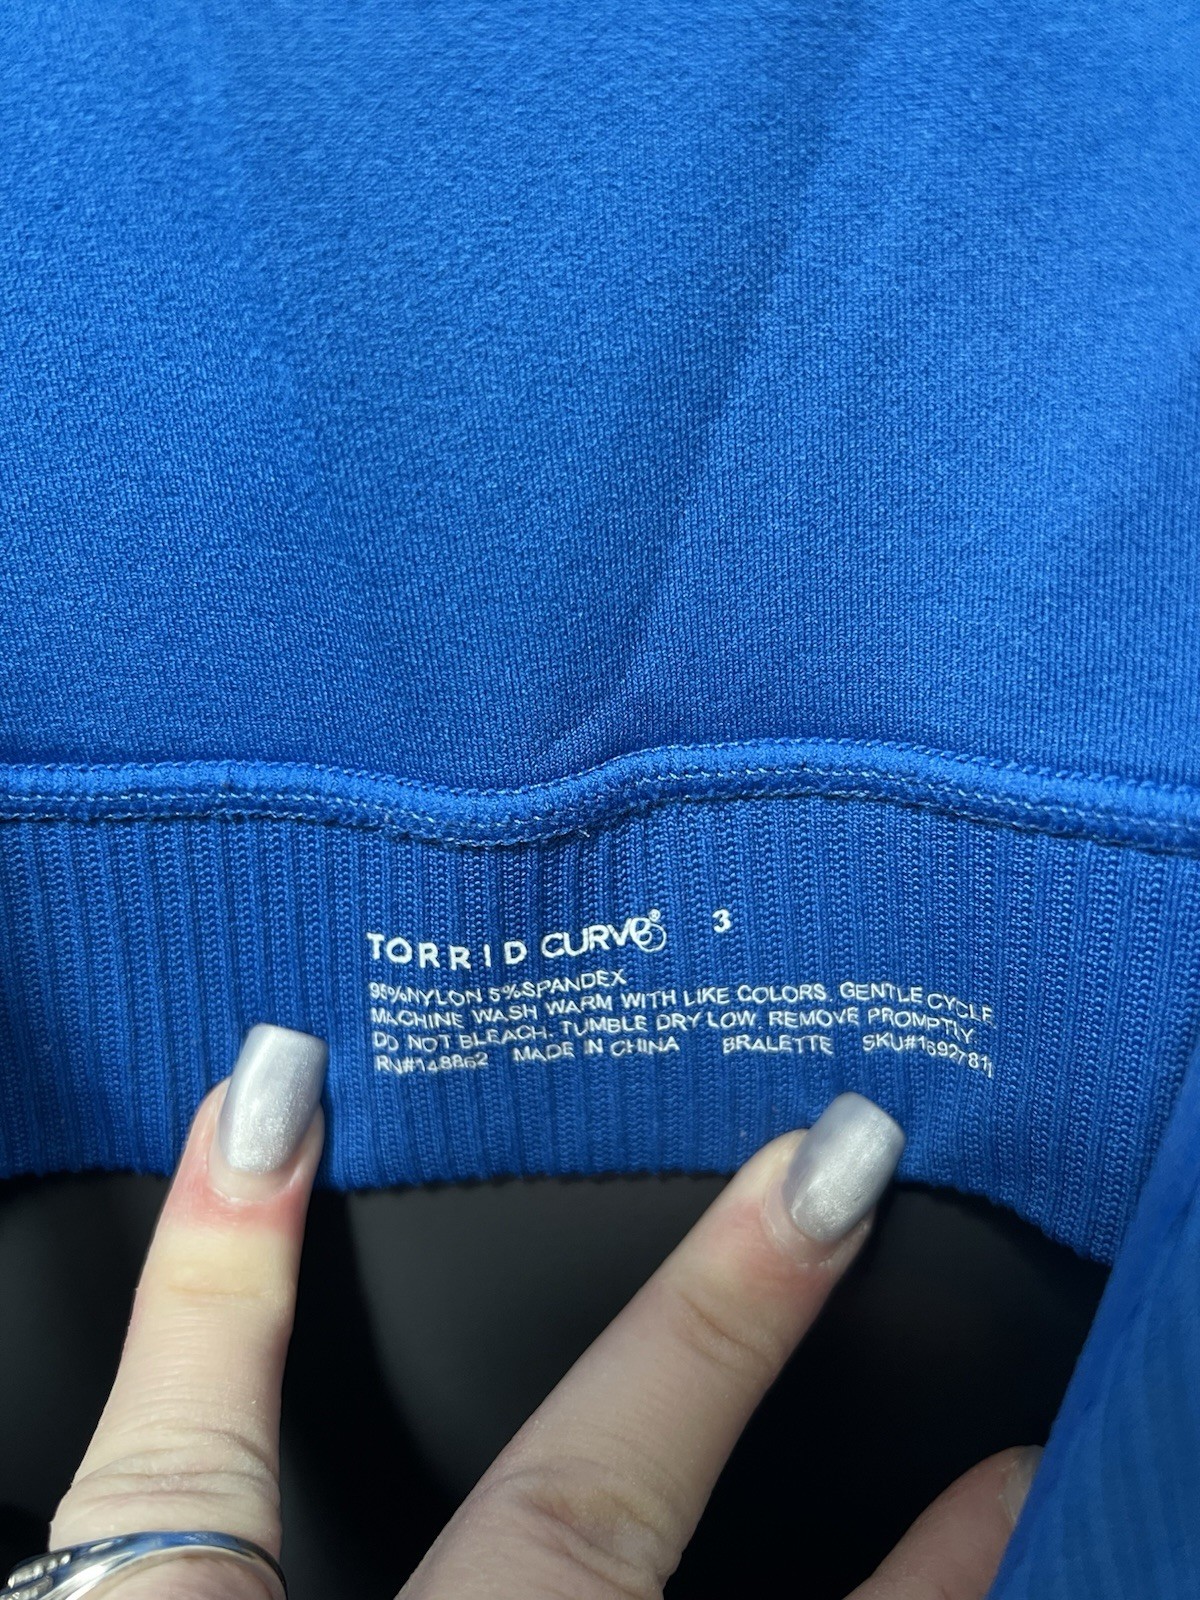 TORRID CURVE® 3
95%NYLON 5%SPANDEX
MACHINE WASH WARM WITH LIKE COLORS. GENTLE CYCLE.
DO NOT BLEACH. TUMBLE DRY LOW. REMOVE PROMPTLY
RN#148862 MADE IN CHINA BRALETTE SKU#16927811